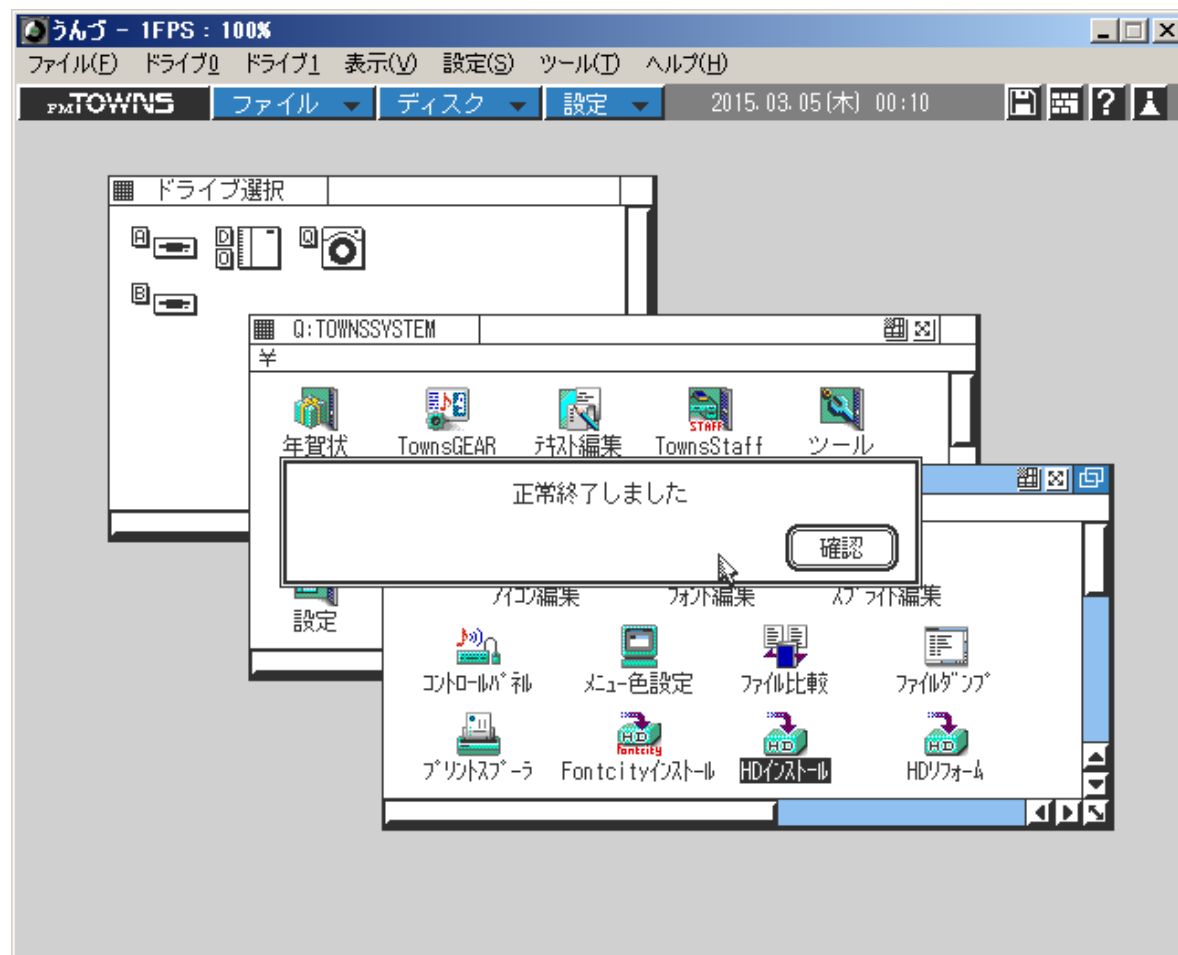 うんづ - 1FPS : 100%
ファイル(F) ドライブ0 ドライブ1 表示(V) 設定(S) ツール(T) ヘルプ(H)
FMTOWNS ファイル ディスク 設定 2015.03.05(木) 00:10
ドライブ選択
A D O Q
B
Q:TOWNSSYSTEM
¥
STAFF
年賀状 TownsGEAR テキスト編集 TownsStaff ツール
正常終了しました
確認
アイコン編集 フォント編集 スプライト編集
設定
コントロールパネル メニュー色設定 ファイル比較 ファイルダンプ
HD Fontcity HD HD
プリントスプーラ Fontcityインストール HDインストール HDリフォーム